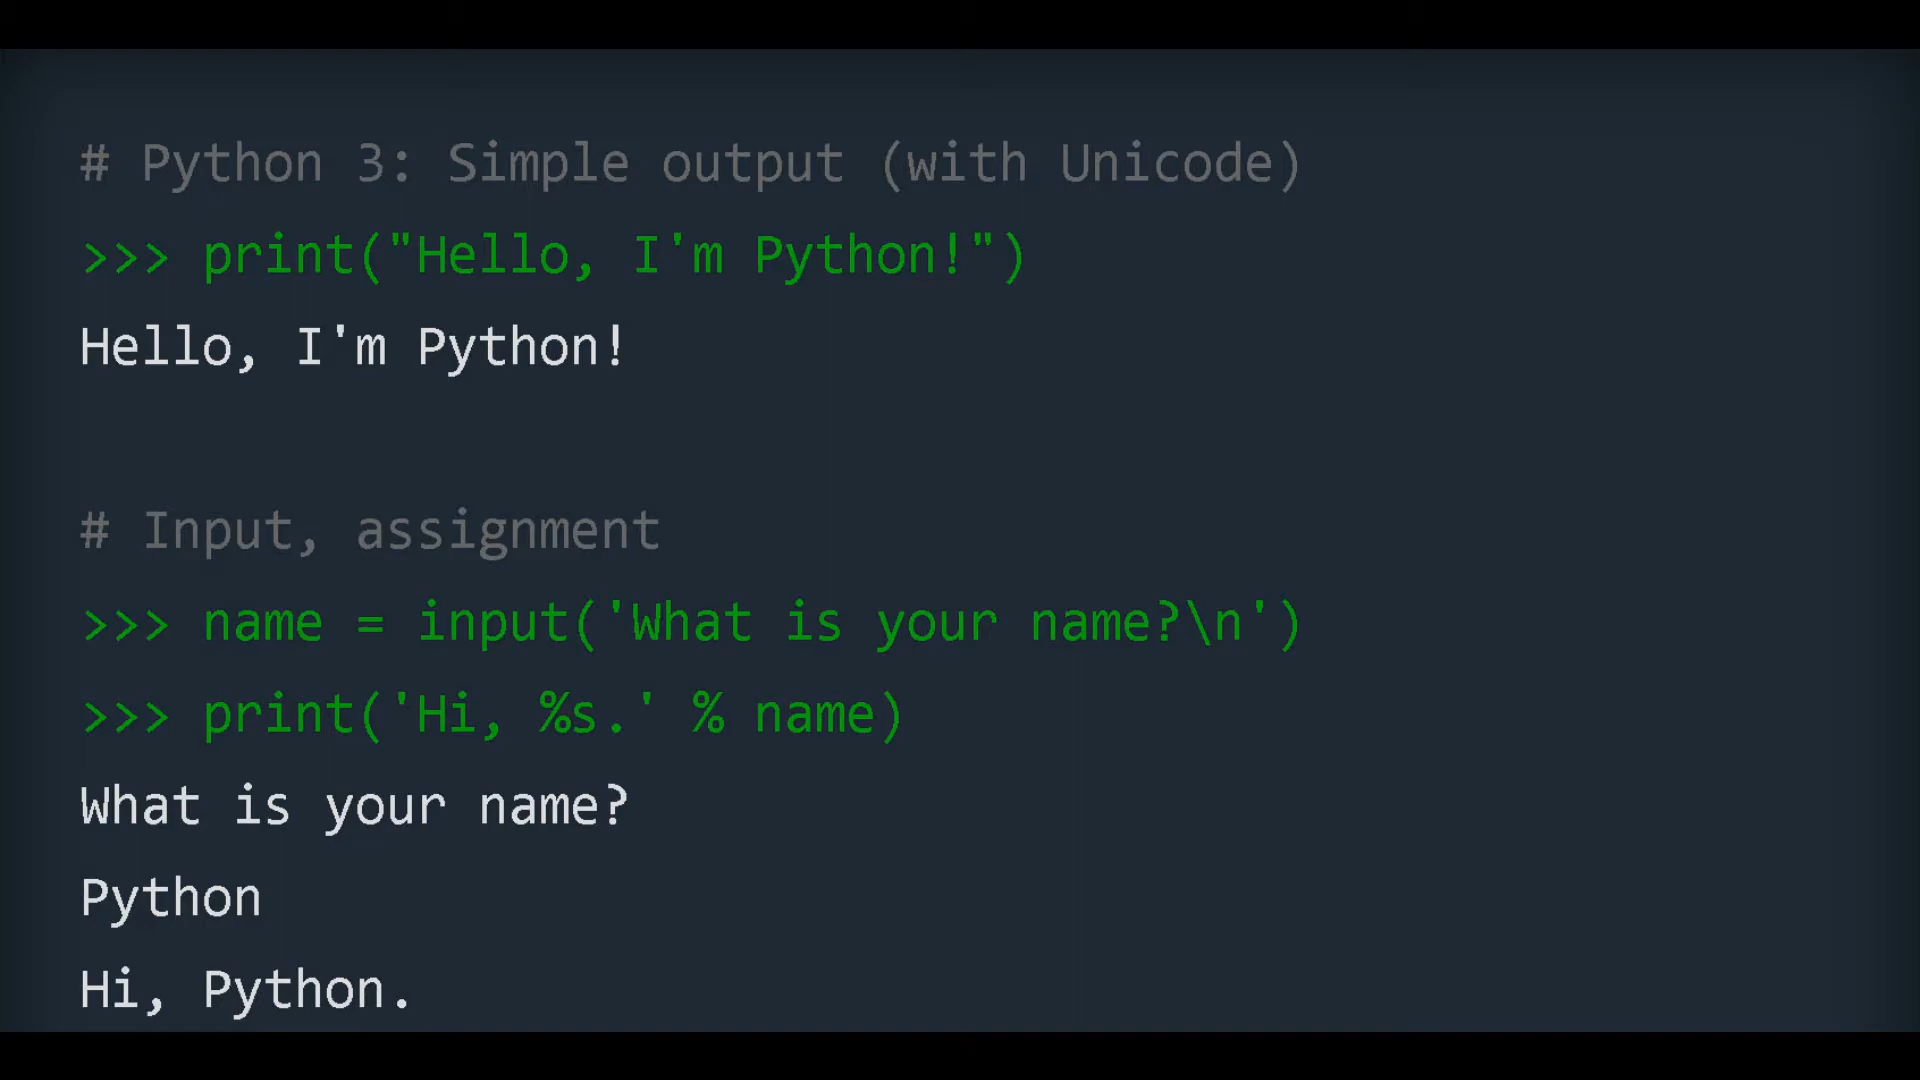 # Python 3: Simple output (with Unicode)
>>> print("Hello, I'm Python!")
Hello, I'm Python!
# Input, assignment
>>> name = input('What is your name?\n')
>>> print('Hi, %s.' % name)
What is your name?
Python
Hi, Python.